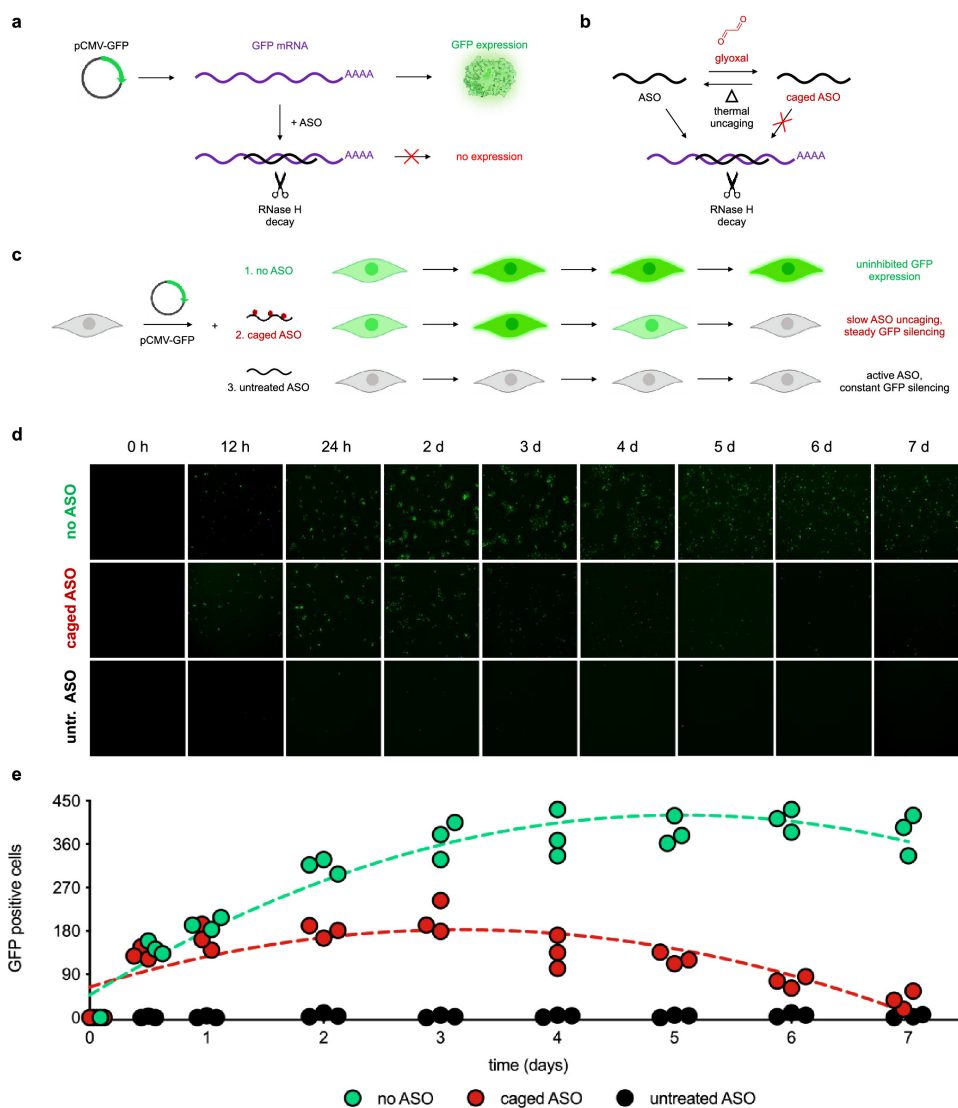 a
pCMV-GFP
GFP mRNA
GFP expression
AAAA
+ ASO
AAAA
no expression
RNase H
decay
b
O
O
glyoxal
ASO
caged ASO
thermal
uncaging
AAAA
RNase H
decay
c
1. no ASO
uninhibited GFP
expression
pCMV-GFP
+
2. caged ASO
slow ASO uncaging,
steady GFP silencing
3. untreated ASO
active ASO,
constant GFP silencing
d
0 h 12 h 24 h 2 d 3 d 4 d 5 d 6 d 7 d
no ASO
caged ASO
untr. ASO
e
450
360
270
180
90
0
GFP positive cells
0 1 2 3 4 5 6 7
time (days)
no ASO caged ASO untreated ASO